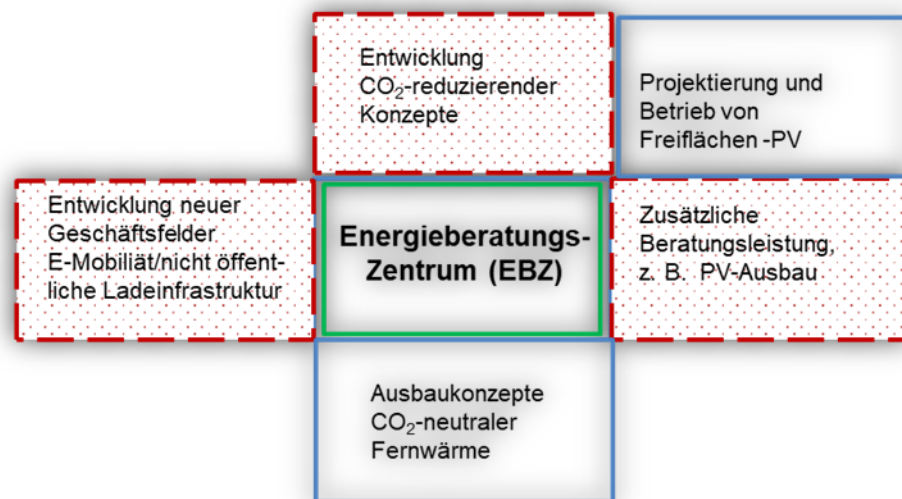 Entwicklung
CO₂-reduzierender
Konzepte
Projektierung und
Betrieb von
Freiflächen -PV
Entwicklung neuer
Geschäftsfelder
E-Mobiliät/nicht öffent-
liche Ladeinfrastruktur
Energieberatungs-
Zentrum (EBZ)
Zusätzliche
Beratungsleistung,
z. B. PV-Ausbau
Ausbaukonzepte
CO₂-neutraler
Fernwärme